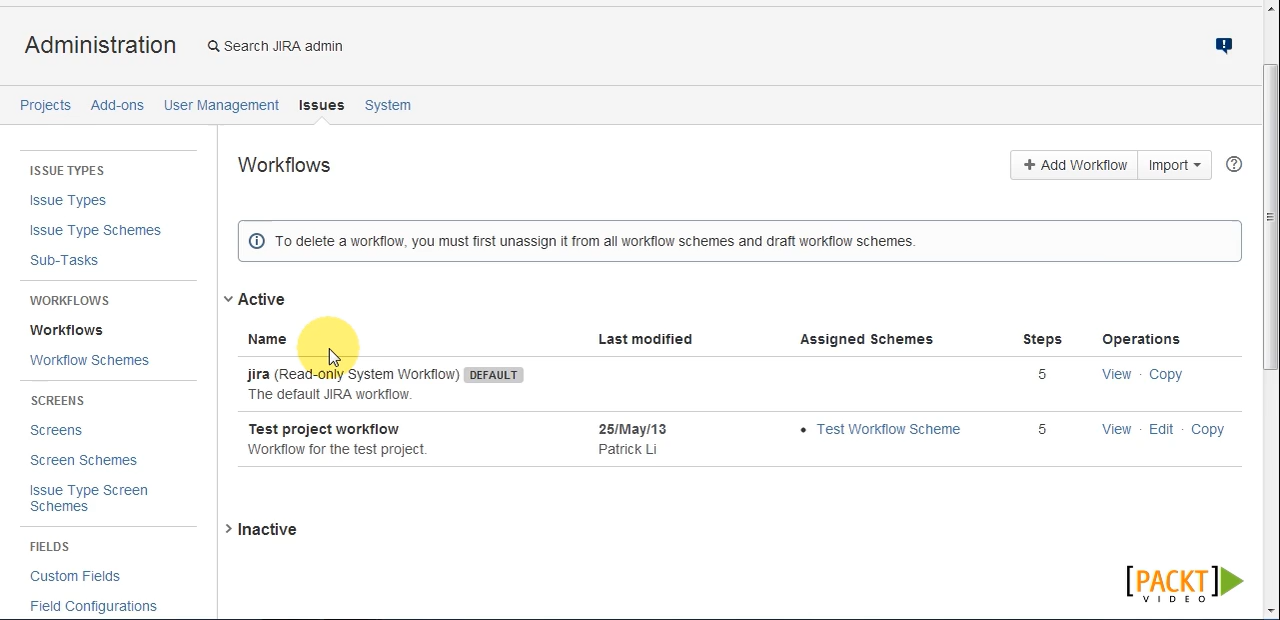 Administration
Search JIRA admin
Projects Add-ons User Management Issues System
ISSUE TYPES
Issue Types
Issue Type Schemes
Sub-Tasks
WORKFLOWS
Workflows
Workflow Schemes
SCREENS
Screens
Screen Schemes
Issue Type Screen
Schemes
FIELDS
Custom Fields
Field Configurations
Workflows
+ Add Workflow Import ?
To delete a workflow, you must first unassign it from all workflow schemes and draft workflow schemes.
Active
Name Last modified Assigned Schemes Steps Operations
jira (Read-only System Workflow) DEFAULT 5 View · Copy
The default JIRA workflow.
Test project workflow 25/May/13 • Test Workflow Scheme 5 View · Edit · Copy
Workflow for the test project. Patrick Li
Inactive
[PACKT]
VIDEO